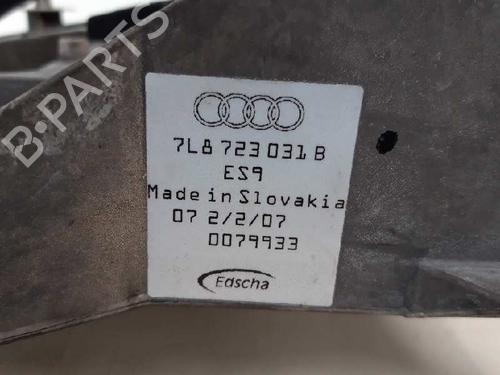 B-PARTS
7L8 723 031 B
ES9
Made in Slovakia
07 2/2/07
0079933
Edscha